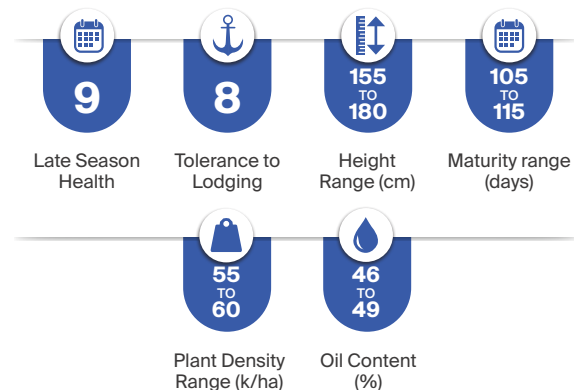 9
Late Season
Health
8
Tolerance to
Lodging
155
TO
180
Height
Range (cm)
105
TO
115
Maturity range
(days)
55
TO
60
Plant Density
Range (k/ha)
46
TO
49
Oil Content
(%)